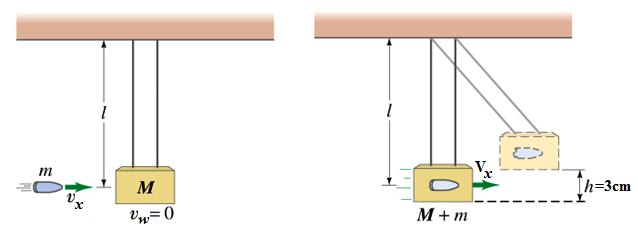 l
m
v_x
M
v_w = 0
l
V_x
h=3cm
M + m